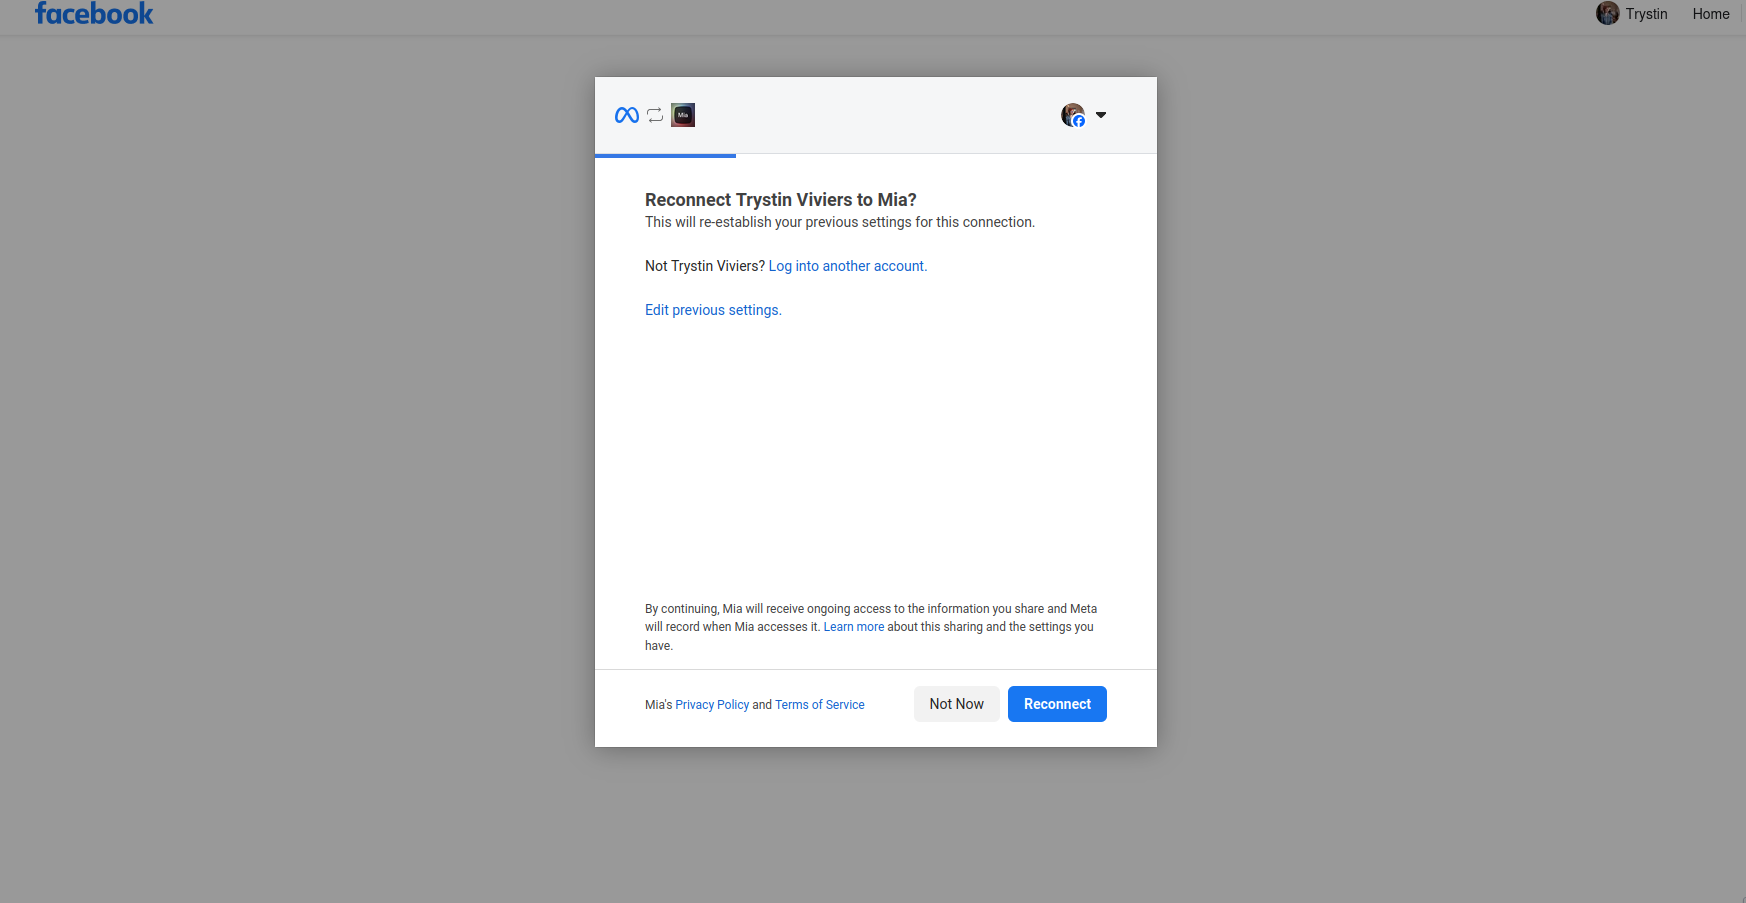 facebook
Trystin
Home
Mia
Reconnect Trystin Viviers to Mia?
This will re-establish your previous settings for this connection.
Not Trystin Viviers? Log into another account.
Edit previous settings.
By continuing, Mia will receive ongoing access to the information you share and Meta
will record when Mia accesses it. Learn more about this sharing and the settings you
have.
Mia's Privacy Policy and Terms of Service
Not Now
Reconnect